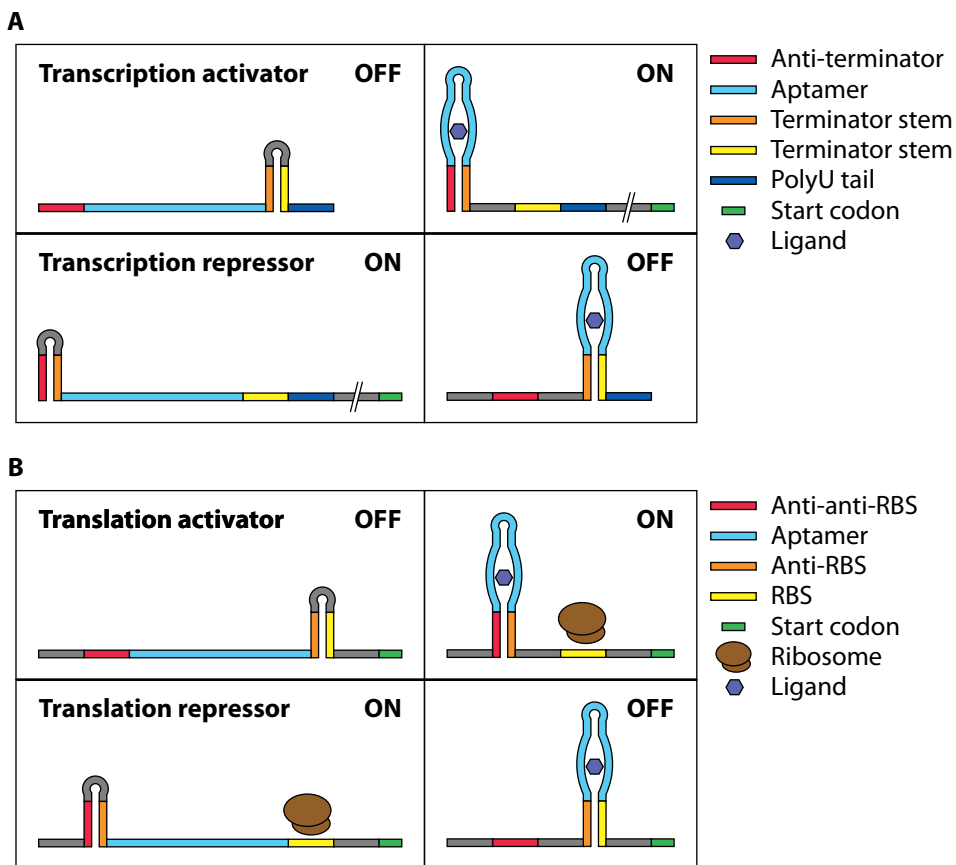 A
Transcription activator OFF
ON
Anti-terminator
Aptamer
Terminator stem
Terminator stem
PolyU tail
Start codon
Ligand
Transcription repressor ON
OFF
B
Translation activator OFF
ON
Anti-anti-RBS
Aptamer
Anti-RBS
RBS
Start codon
Ribosome
Ligand
Translation repressor ON
OFF